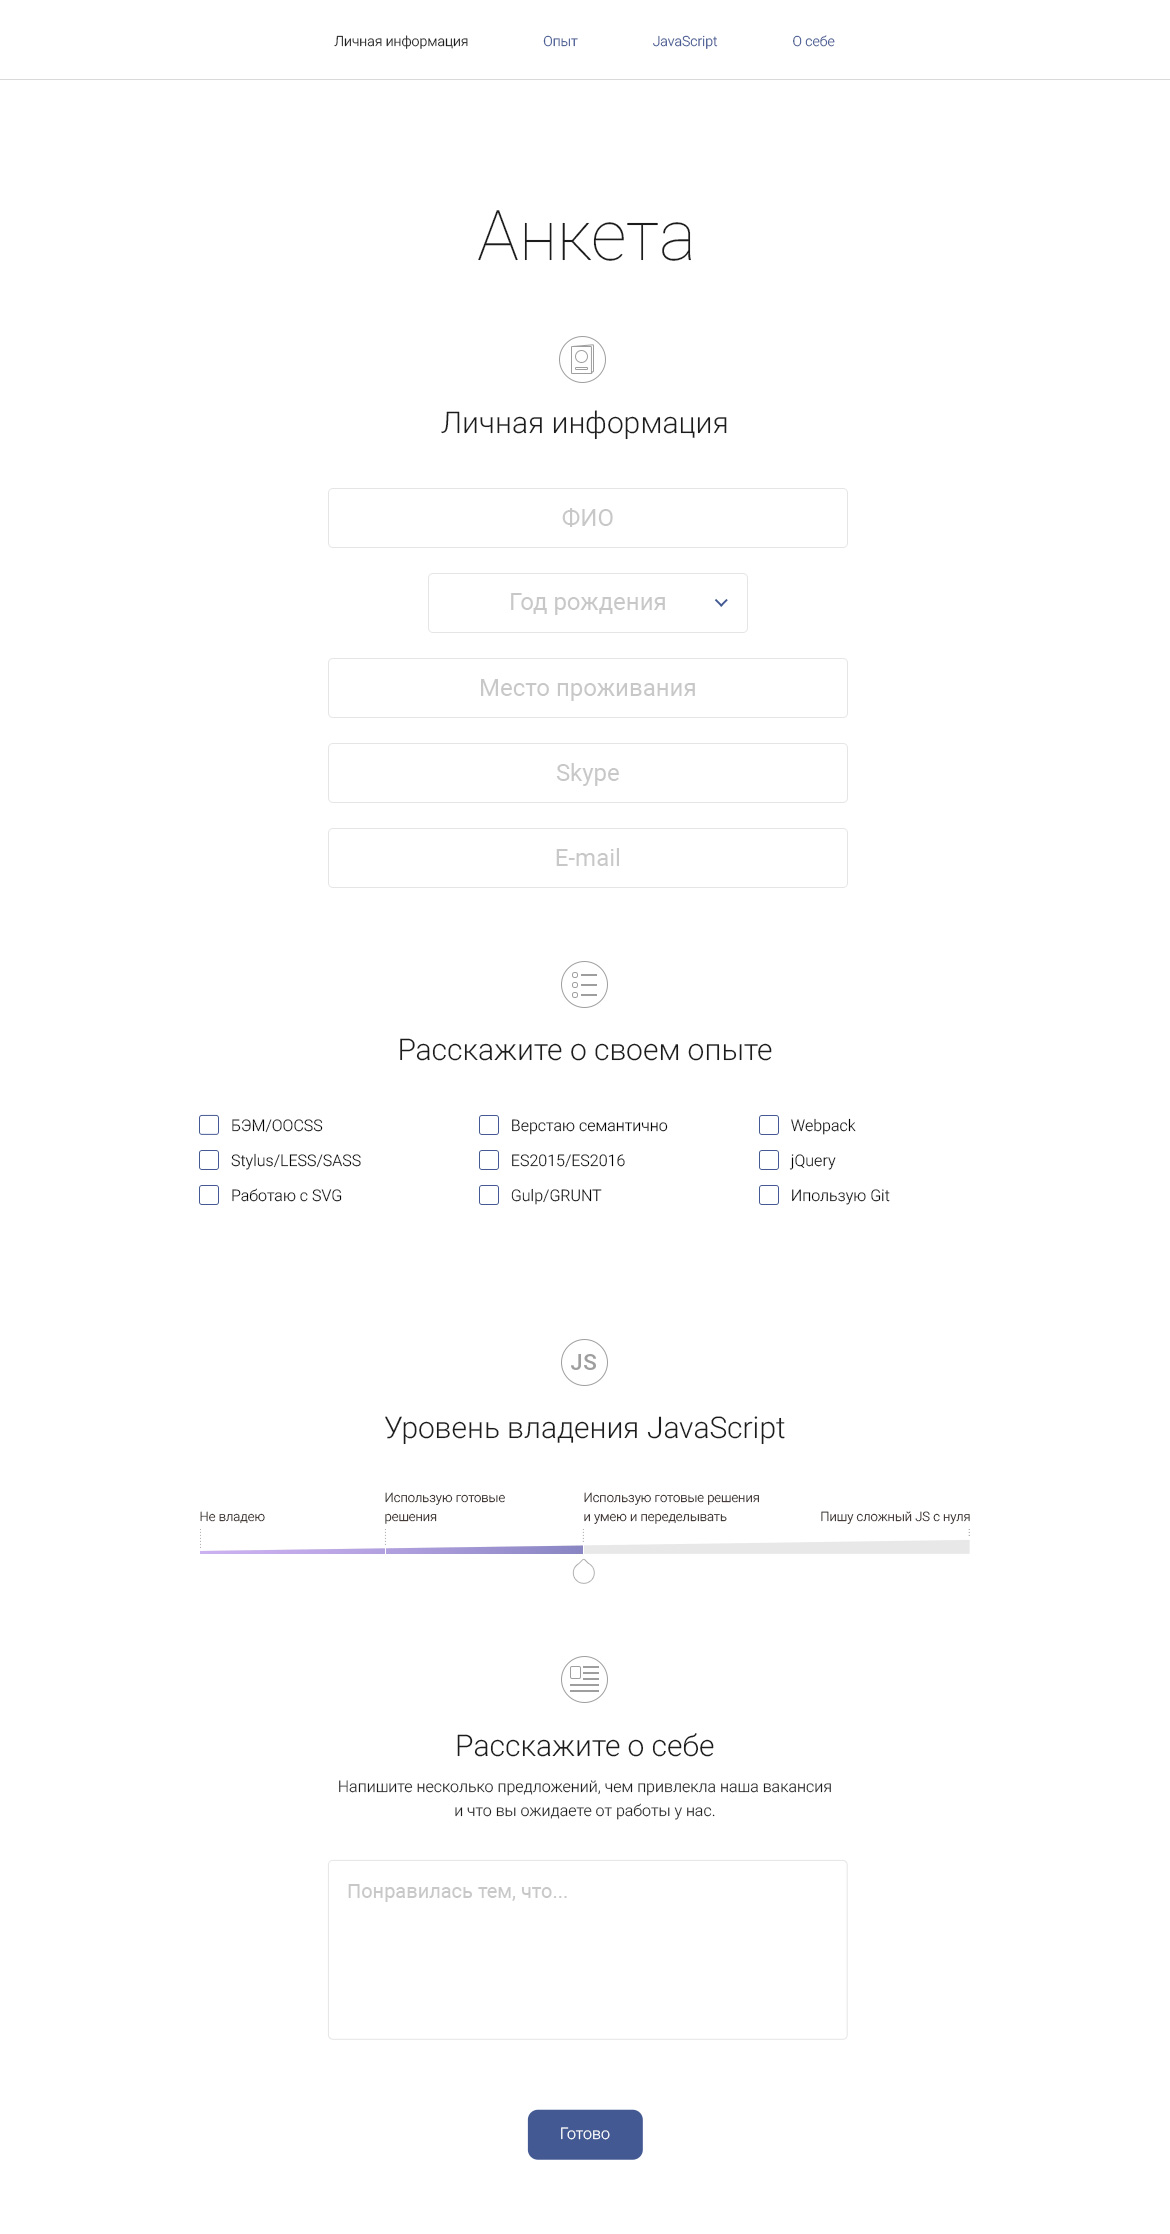 Личная информация
Опыт
JavaScript
О себе
Анкета
Личная информация
ФИО
Год рождения
Место проживания
Skype
E-mail
Расскажите о своем опыте
БЭМ/OOCSS
Верстаю семантично
Webpack
Stylus/LESS/SASS
ES2015/ES2016
jQuery
Работаю с SVG
Gulp/GRUNT
Ипользую Git
JS
Уровень владения JavaScript
Не владею
Использую готовые
решения
Использую готовые решения
и умею и переделывать
Пишу сложный JS с нуля
Расскажите о себе
Напишите несколько предложений, чем привлекла наша вакансия
и что вы ожидаете от работы у нас.
Понравилась тем, что...
Готово